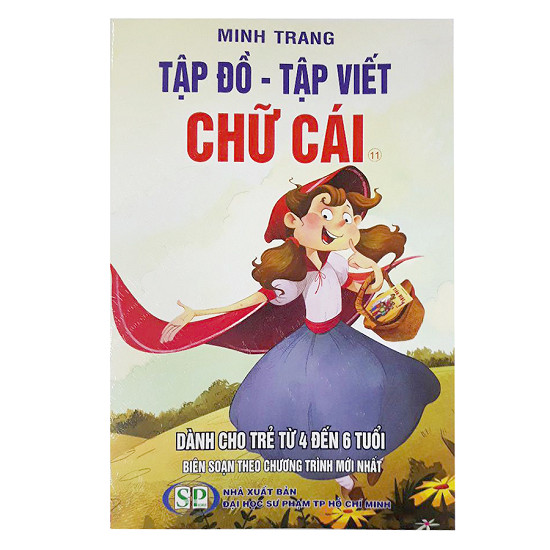 MINH TRANG
TẬP ĐỒ - TẬP VIẾT
CHỮ CÁI
11
DÀNH CHO TRẺ TỪ 4 ĐẾN 6 TUỔI
BIÊN SOẠN THEO CHƯƠNG TRÌNH MỚI NHẤT
SP
NHÀ XUẤT BẢN
ĐẠI HỌC SƯ PHẠM TP HỒ CHÍ MINH